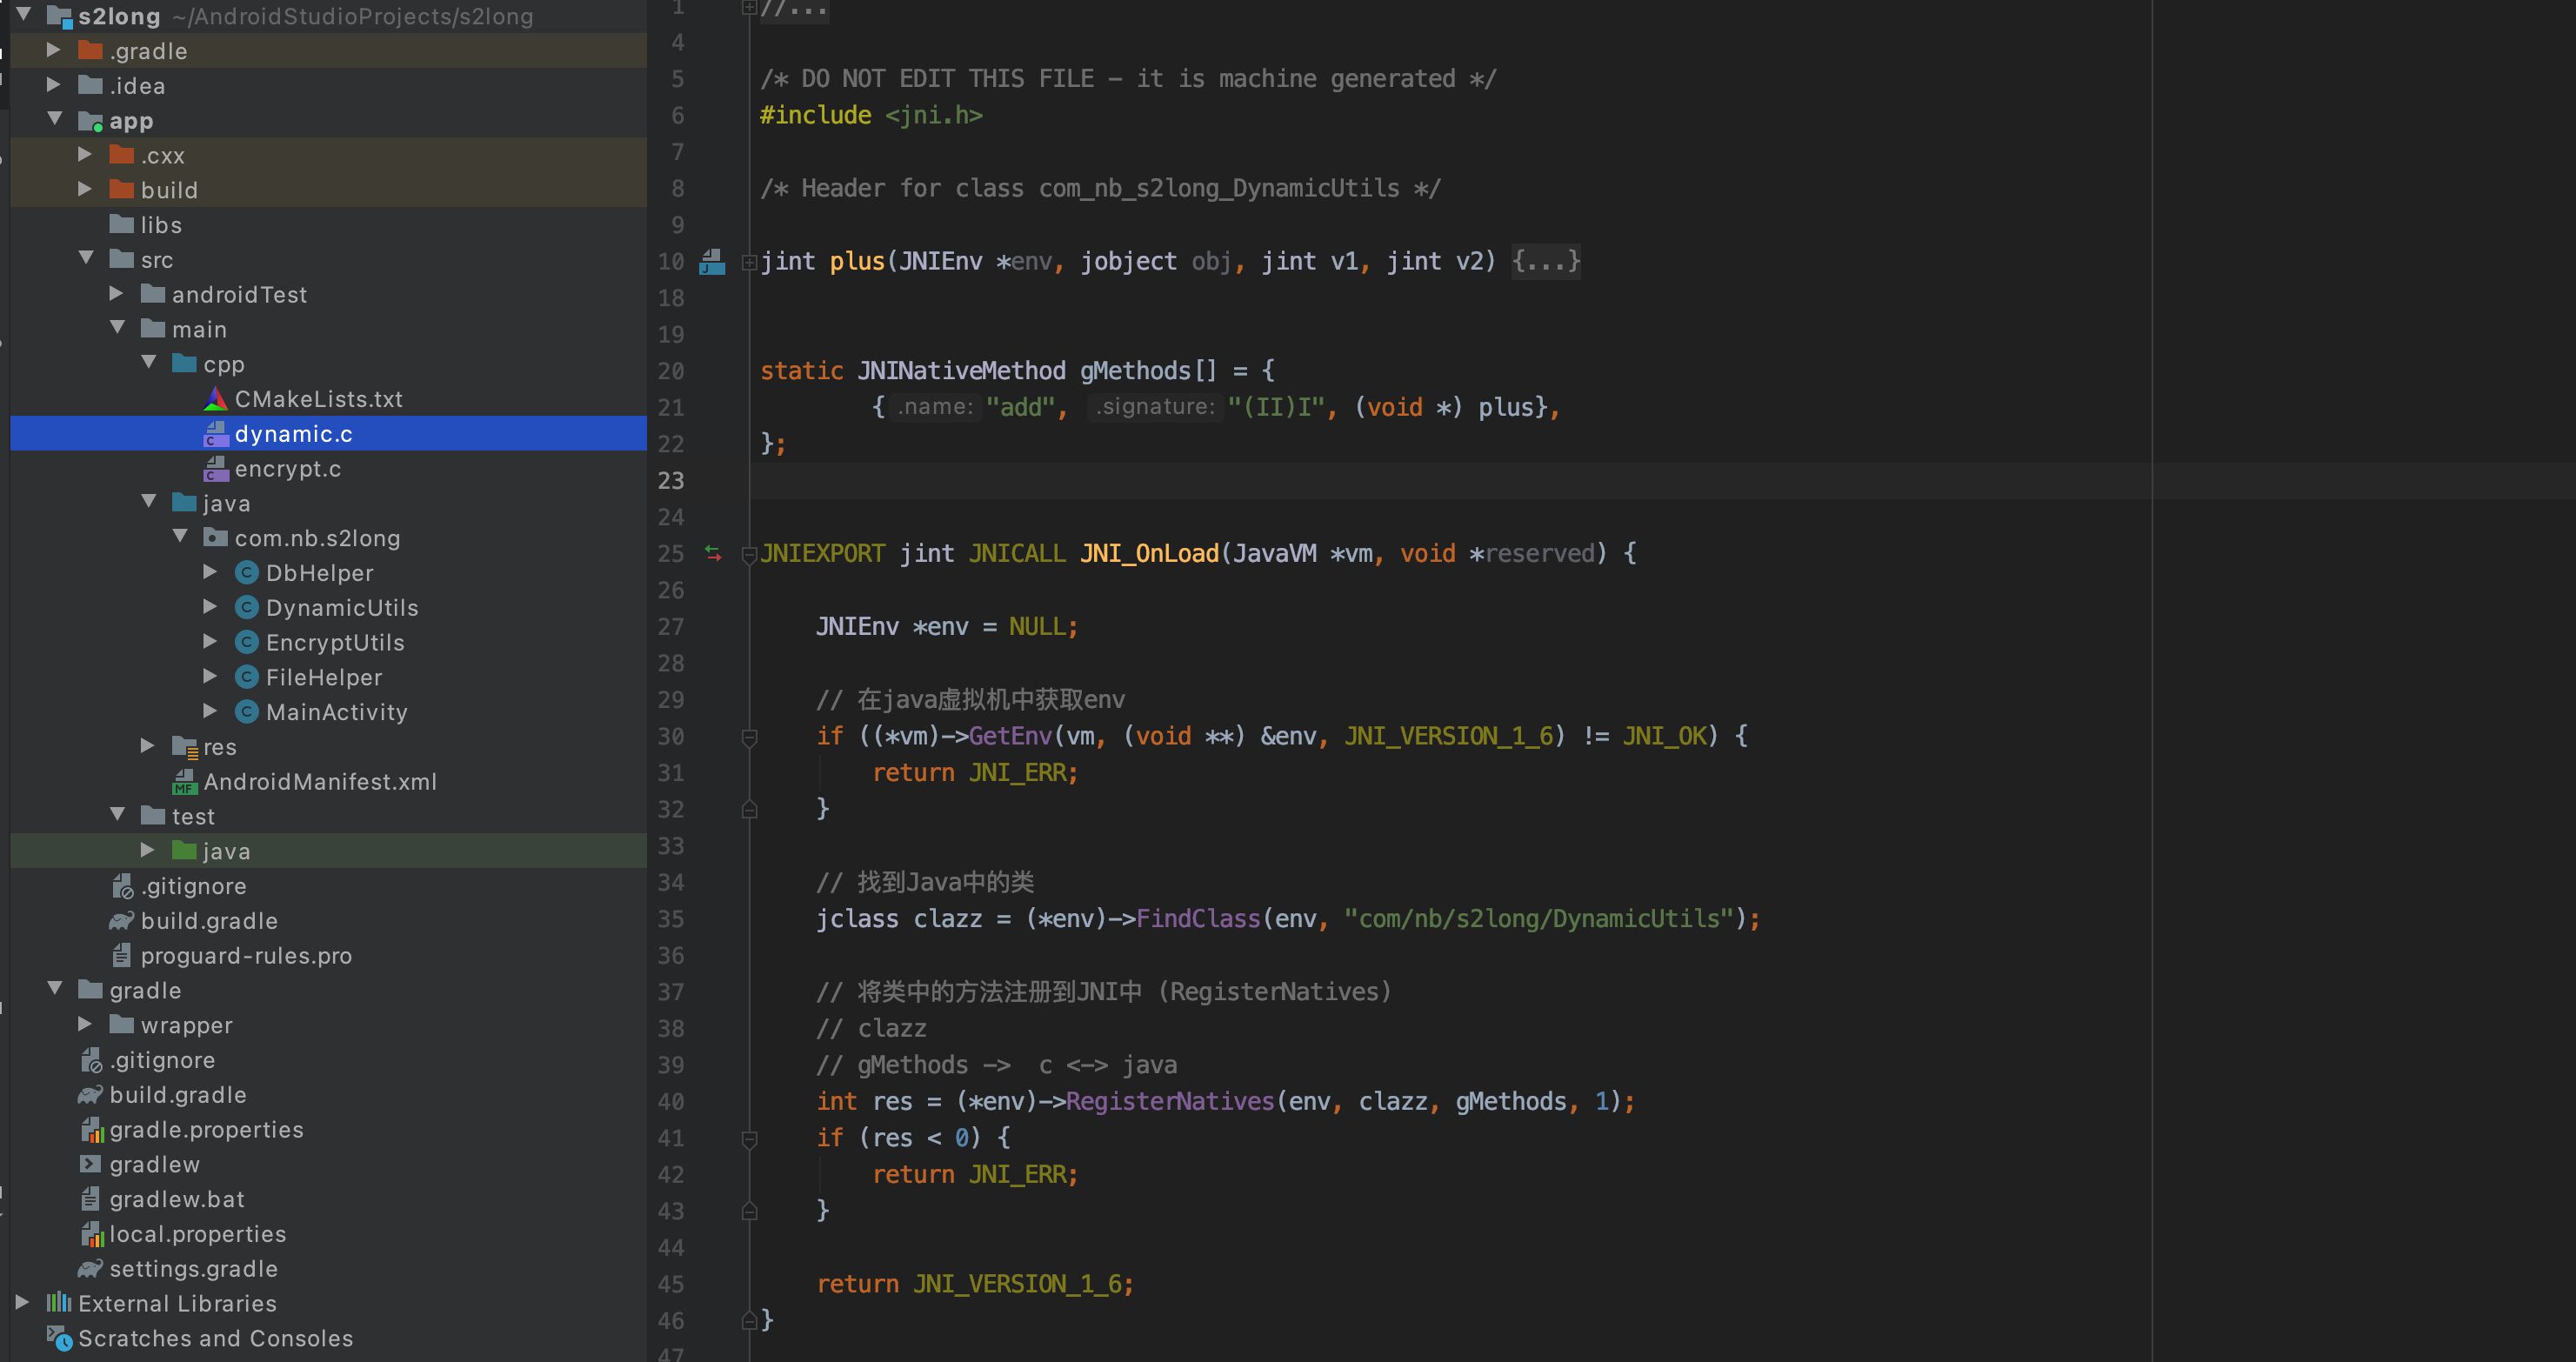 s2long ~/AndroidStudioProjects/s2long
.gradle
.idea
app
.cxx
build
libs
src
androidTest
main
cpp
CMakeLists.txt
dynamic.c
encrypt.c
java
com.nb.s2long
DbHelper
DynamicUtils
EncryptUtils
FileHelper
MainActivity
res
AndroidManifest.xml
test
java
.gitignore
build.gradle
proguard-rules.pro
gradle
wrapper
.gitignore
build.gradle
gradle.properties
gradlew
gradlew.bat
local.properties
settings.gradle
External Libraries
Scratches and Consoles
1 //...
4
5 /* DO NOT EDIT THIS FILE - it is machine generated */
6 #include <jni.h>
7
8 /* Header for class com_nb_s2long_DynamicUtils */
9
10 jint plus(JNIEnv *env, jobject obj, jint v1, jint v2) {...}
18
19
20 static JNINativeMethod gMethods[] = {
21 { .name: "add", .signature: "(II)I", (void *) plus},
22 };
23
24
25 JNIEXPORT jint JNICALL JNI_OnLoad(JavaVM *vm, void *reserved) {
26
27 JNIEnv *env = NULL;
28
29 // 在java虚拟机中获取env
30 if ((*vm)->GetEnv(vm, (void **) &env, JNI_VERSION_1_6) != JNI_OK) {
31 return JNI_ERR;
32 }
33
34 // 找到Java中的类
35 jclass clazz = (*env)->FindClass(env, "com/nb/s2long/DynamicUtils");
36
37 // 将类中的方法注册到JNI中 (RegisterNatives)
38 // clazz
39 // gMethods -> c <-> java
40 int res = (*env)->RegisterNatives(env, clazz, gMethods, 1);
41 if (res < 0) {
42 return JNI_ERR;
43 }
44
45 return JNI_VERSION_1_6;
46 }
47